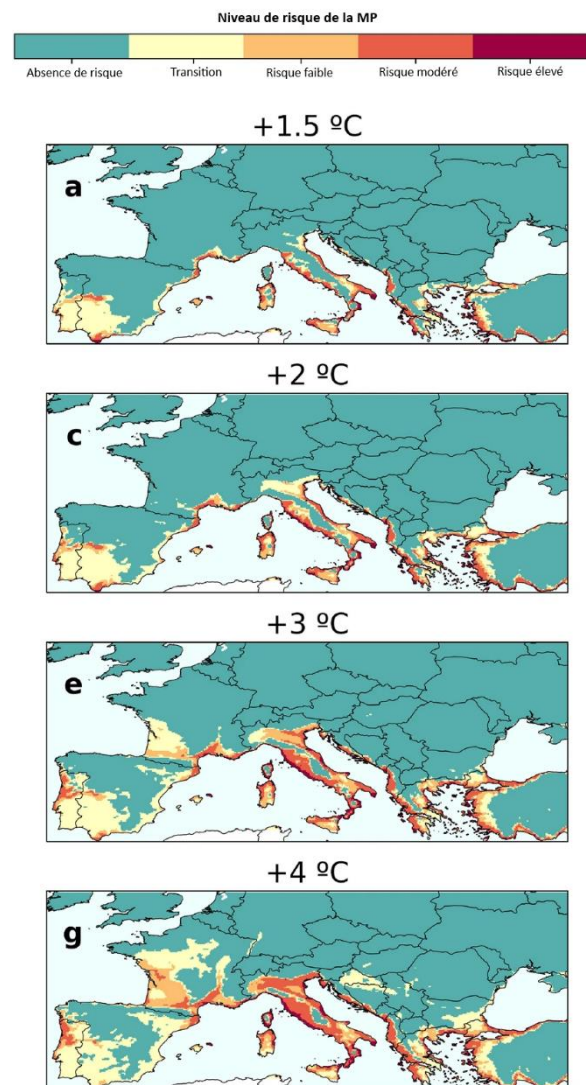 Niveau de risque de la MP
Absence de risque Transition Risque faible Risque modéré Risque élevé
+1.5 ºC
a
+2 ºC
c
+3 ºC
e
+4 ºC
g